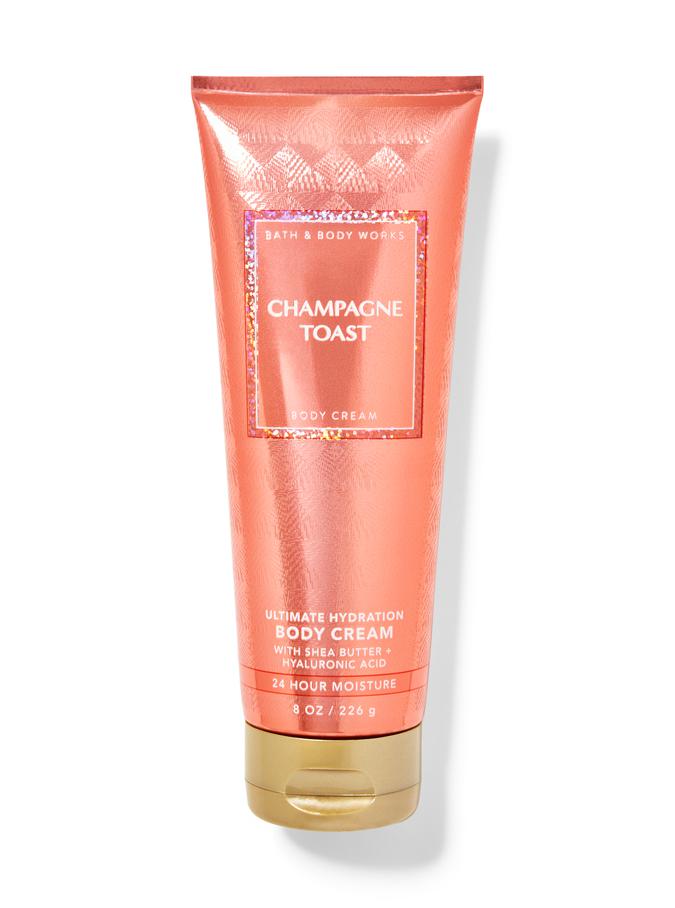 BATH & BODY WORKS
CHAMPAGNE
TOAST
BODY CREAM
ULTIMATE HYDRATION
BODY CREAM
WITH SHEA BUTTER +
HYALURONIC ACID
24 HOUR MOISTURE
8 OZ / 226 g